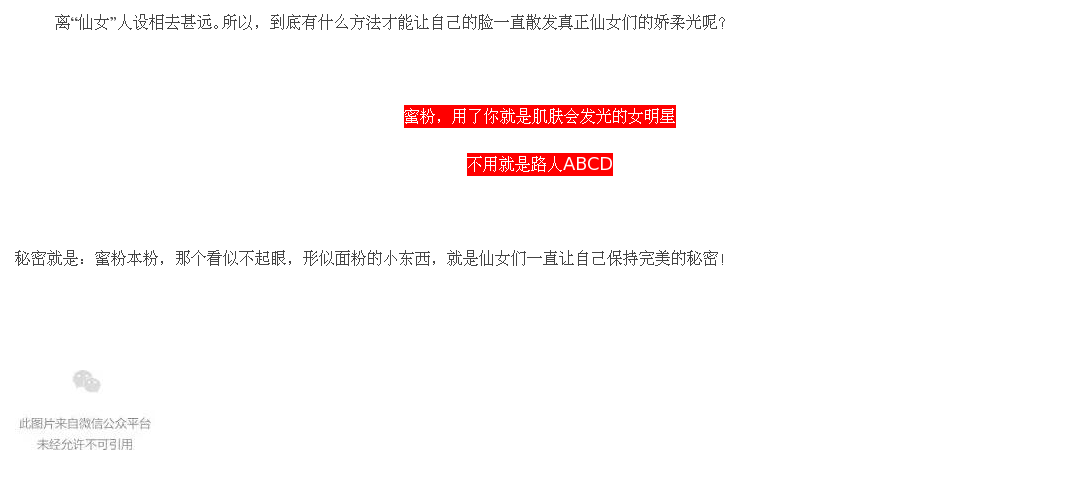 离“仙女”人设相去甚远。所以，到底有什么方法才能让自己的脸一直散发真正仙女们的娇柔光呢？
蜜粉，用了你就是肌肤会发光的女明星
不用就是路人ABCD
秘密就是：蜜粉本粉，那个看似不起眼，形似面粉的小东西，就是仙女们一直让自己保持完美的秘密！
此图片来自微信公众平台
未经允许不可引用